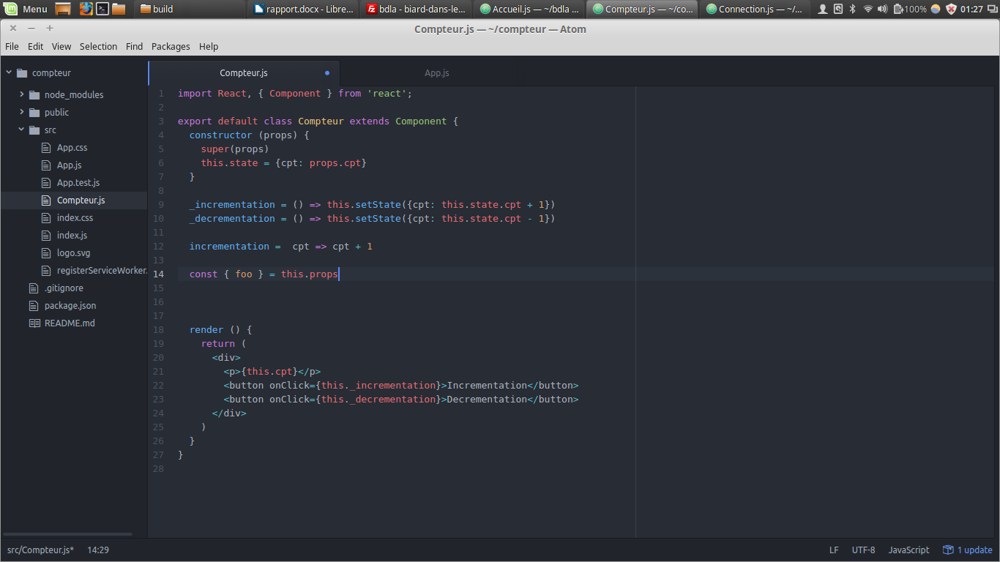 Menu build rapport.docx - Libre... bdla - biard-dans-le... Accueil.js — ~/bdla ... Compteur.js — ~/co... Connection.js — ~/... 100% 01:27
Compteur.js — ~/compteur — Atom
File Edit View Selection Find Packages Help
compteur
node_modules
public
src
App.css
App.js
App.test.js
Compteur.js
index.css
index.js
logo.svg
registerServiceWorker.
.gitignore
package.json
README.md
Compteur.js App.js
1 import React, { Component } from 'react';
2
3 export default class Compteur extends Component {
4   constructor (props) {
5     super(props)
6     this.state = {cpt: props.cpt}
7   }
8
9   _incrementation = () => this.setState({cpt: this.state.cpt + 1})
10   _decrementation = () => this.setState({cpt: this.state.cpt - 1})
11
12   incrementation =  cpt => cpt + 1
13
14   const { foo } = this.props
15
16
17
18   render () {
19     return (
20       <div>
21         <p>{this.cpt}</p>
22         <button onClick={this._incrementation}>Incrementation</button>
23         <button onClick={this._decrementation}>Decrementation</button>
24       </div>
25     )
26   }
27 }
28
src/Compteur.js* 14:29 LF UTF-8 JavaScript 1 update